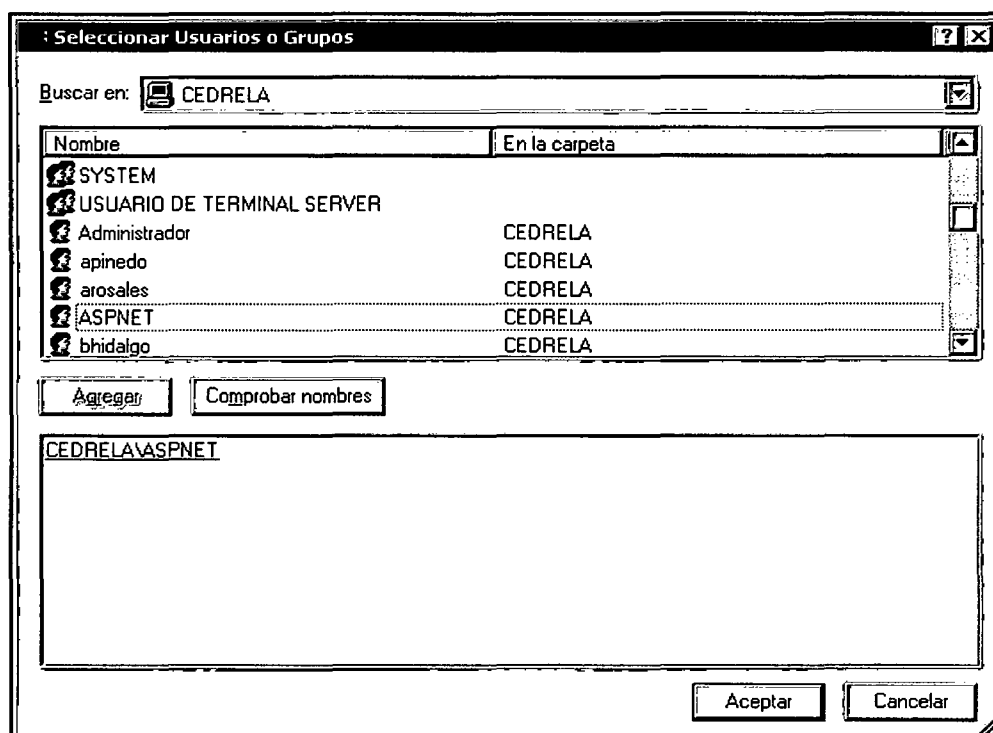 Seleccionar Usuarios o Grupos
Buscar en: CEDRELA
Nombre En la carpeta
SYSTEM
USUARIO DE TERMINAL SERVER
Administrador CEDRELA
apinedo CEDRELA
arosales CEDRELA
ASPNET CEDRELA
bhidalgo CEDRELA
Agregar Comprobar nombres
CEDRELA\ASPNET
Aceptar Cancelar